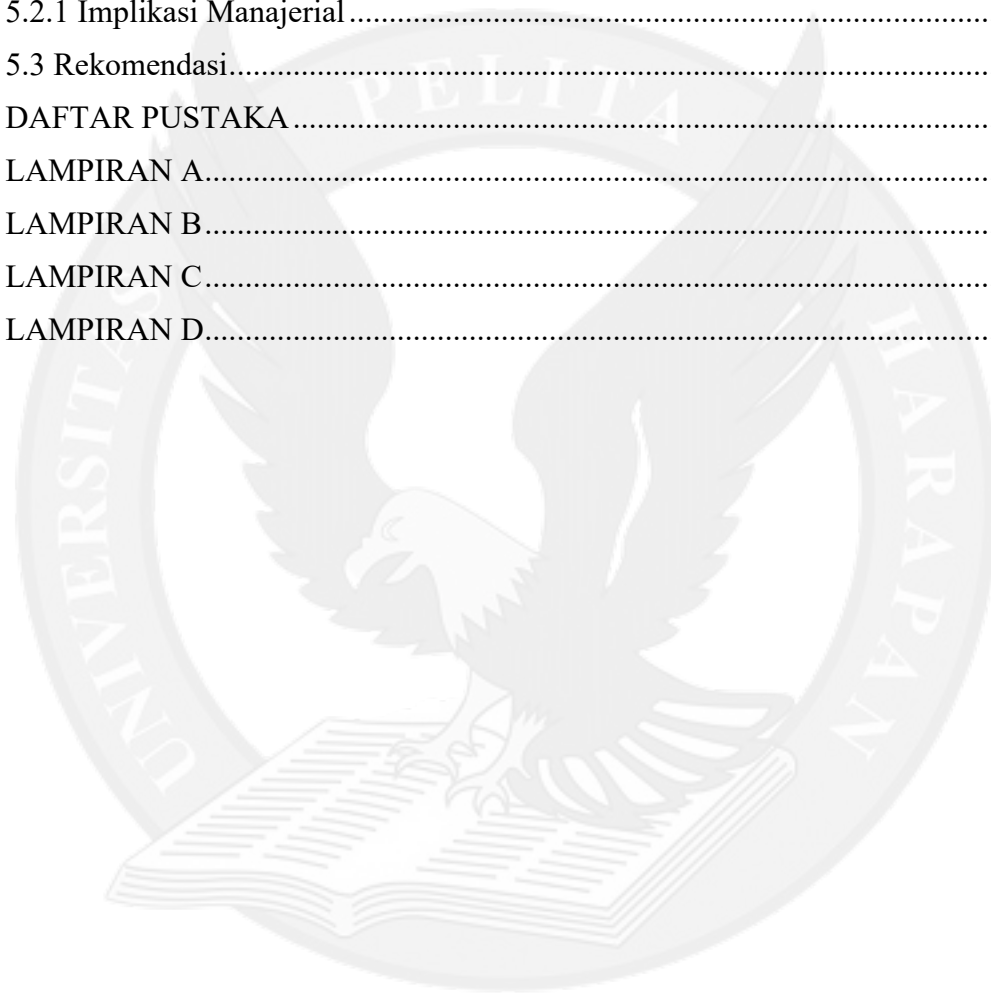 5.2.1 Implikasi Manajerial ................................................................................
5.3 Rekomendasi.................................................................................................
DAFTAR PUSTAKA .........................................................................................
LAMPIRAN A....................................................................................................
LAMPIRAN B....................................................................................................
LAMPIRAN C....................................................................................................
LAMPIRAN D....................................................................................................
UNIVERSITAS PELITA HARAPAN